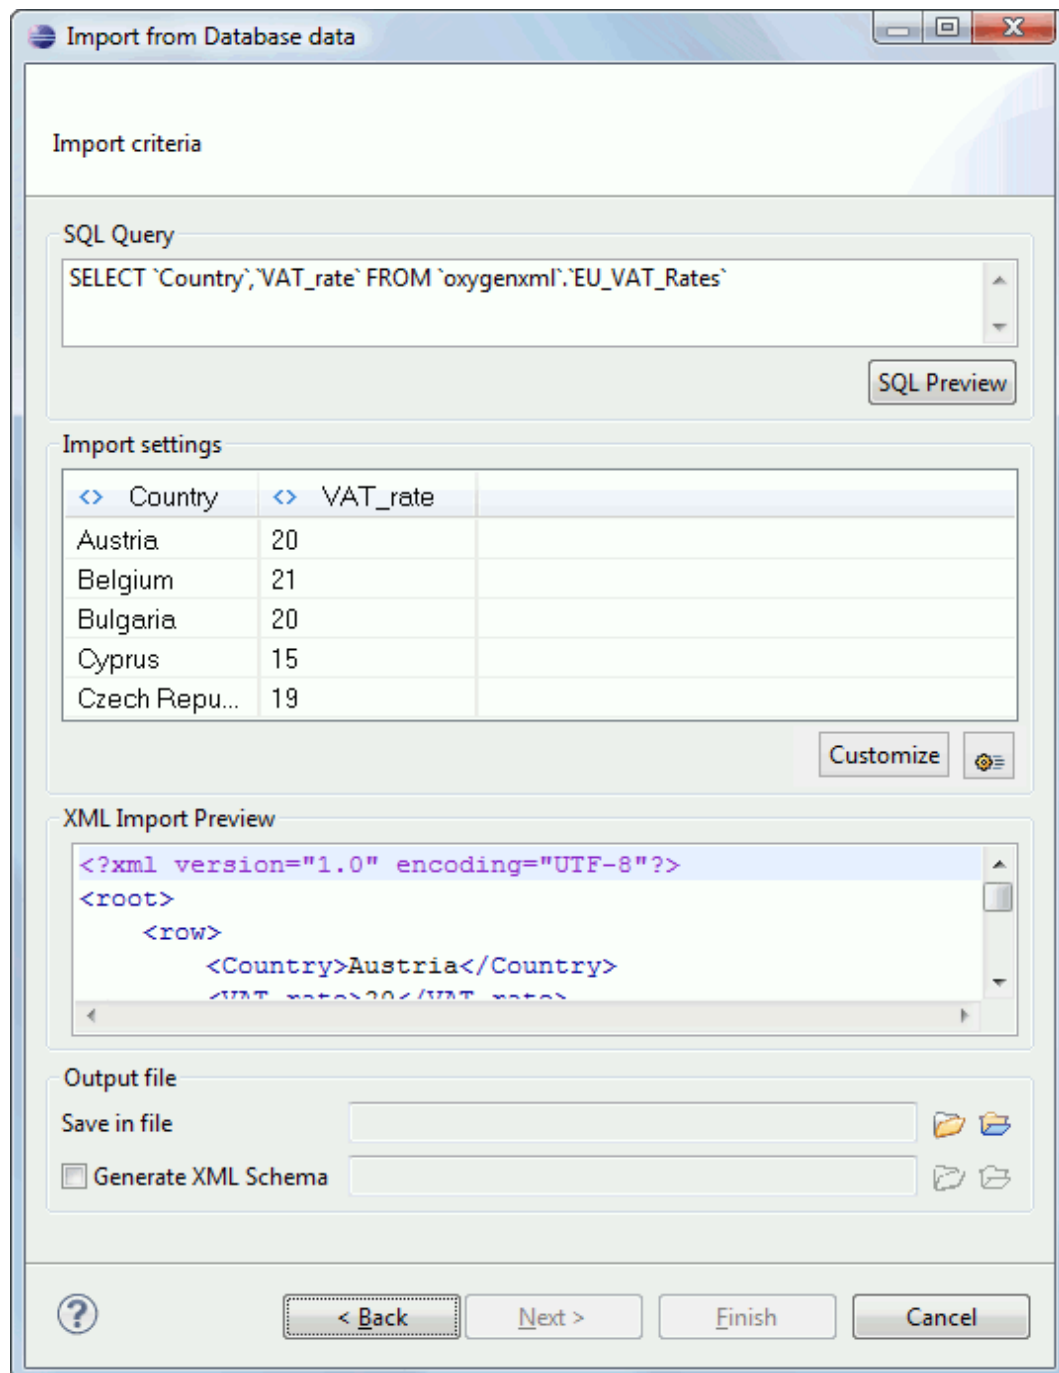 Import from Database data
Import criteria
SQL Query
SELECT `Country`,`VAT_rate` FROM `oxygenxml`.`EU_VAT_Rates`
SQL Preview
Import settings
<> Country <> VAT_rate
Austria 20
Belgium 21
Bulgaria 20
Cyprus 15
Czech Repu... 19
Customize
XML Import Preview
<?xml version="1.0" encoding="UTF-8"?>
<root>
<row>
<Country>Austria</Country>
<VAT_rate>20</VAT_rate>
Output file
Save in file
Generate XML Schema
< Back Next > Finish Cancel